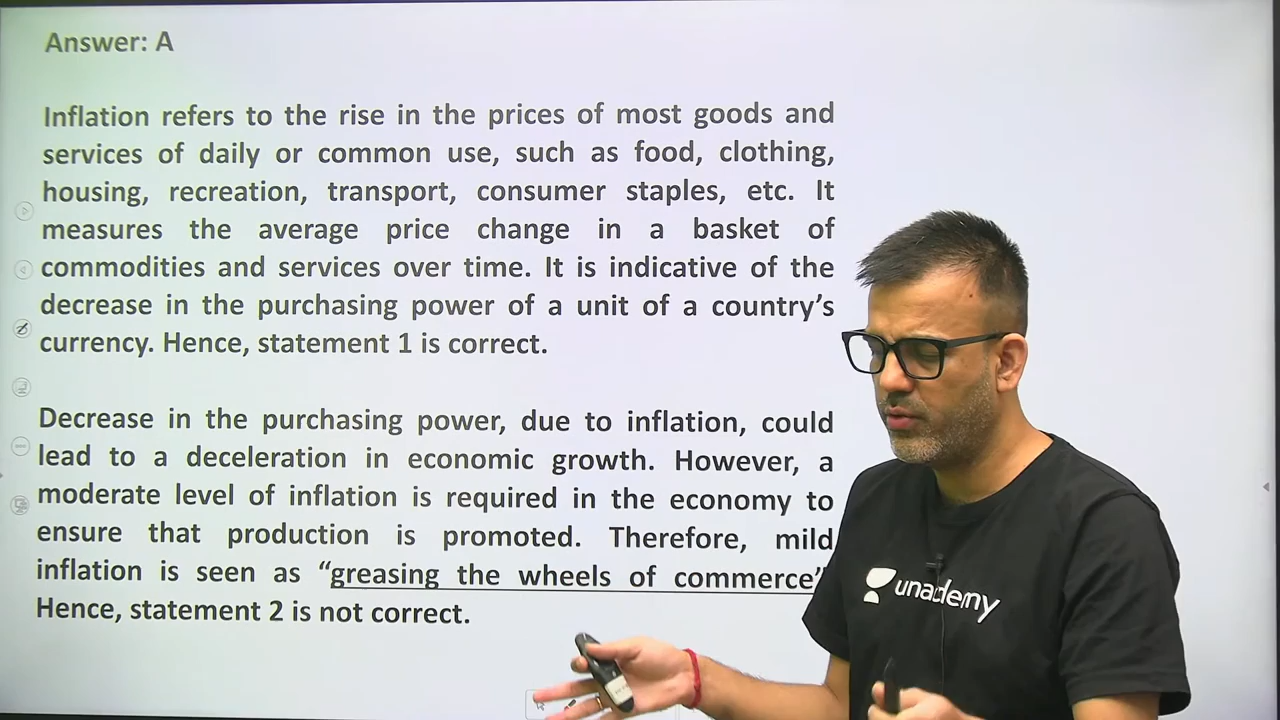 Answer: A
Inflation refers to the rise in the prices of most goods and
services of daily or common use, such as food, clothing,
housing, recreation, transport, consumer staples, etc. It
measures the average price change in a basket of
commodities and services over time. It is indicative of the
decrease in the purchasing power of a unit of a country’s
currency. Hence, statement 1 is correct.
Decrease in the purchasing power, due to inflation, could
lead to a deceleration in economic growth. However, a
moderate level of inflation is required in the economy to
ensure that production is promoted. Therefore, mild
inflation is seen as “greasing the wheels of commerce”
Hence, statement 2 is not correct.
unacademy